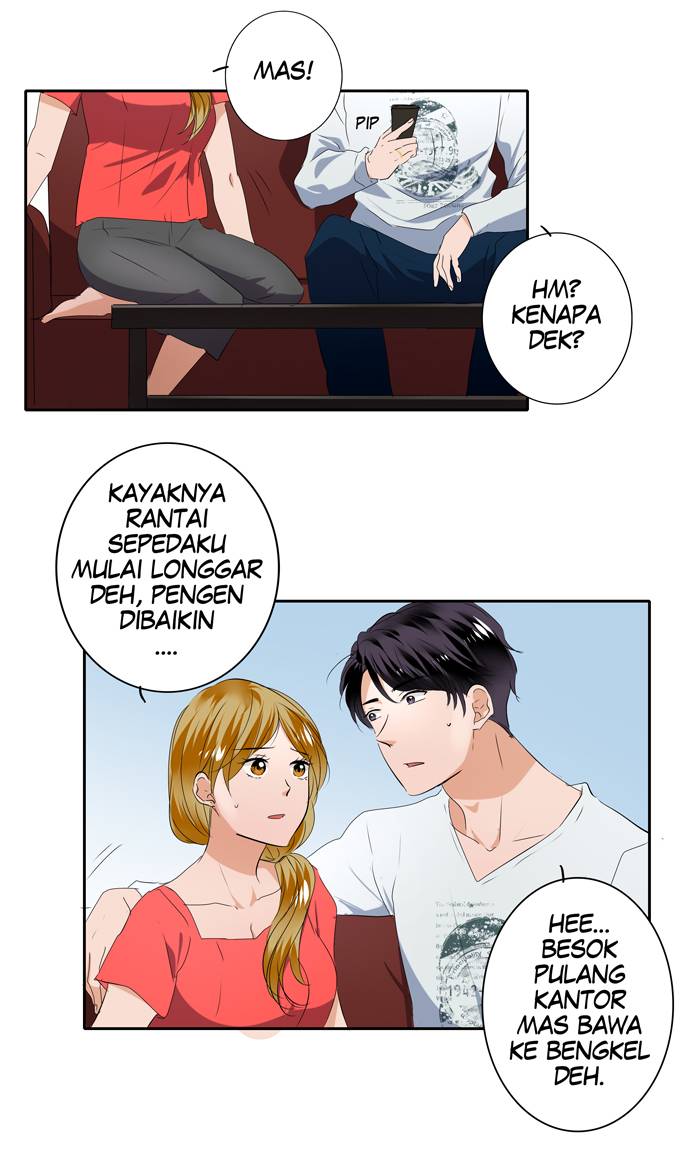 MAS!
PIP
HM?
KENAPA
DEK?
KAYAKNYA
RANTAI
SEPEDAKU
MULAI LONGGAR
DEH, PENGEN
DIBAIKIN
....
HEE...
BESOK
PULANG
KANTOR
MAS BAWA
KE BENGKEL
DEH.